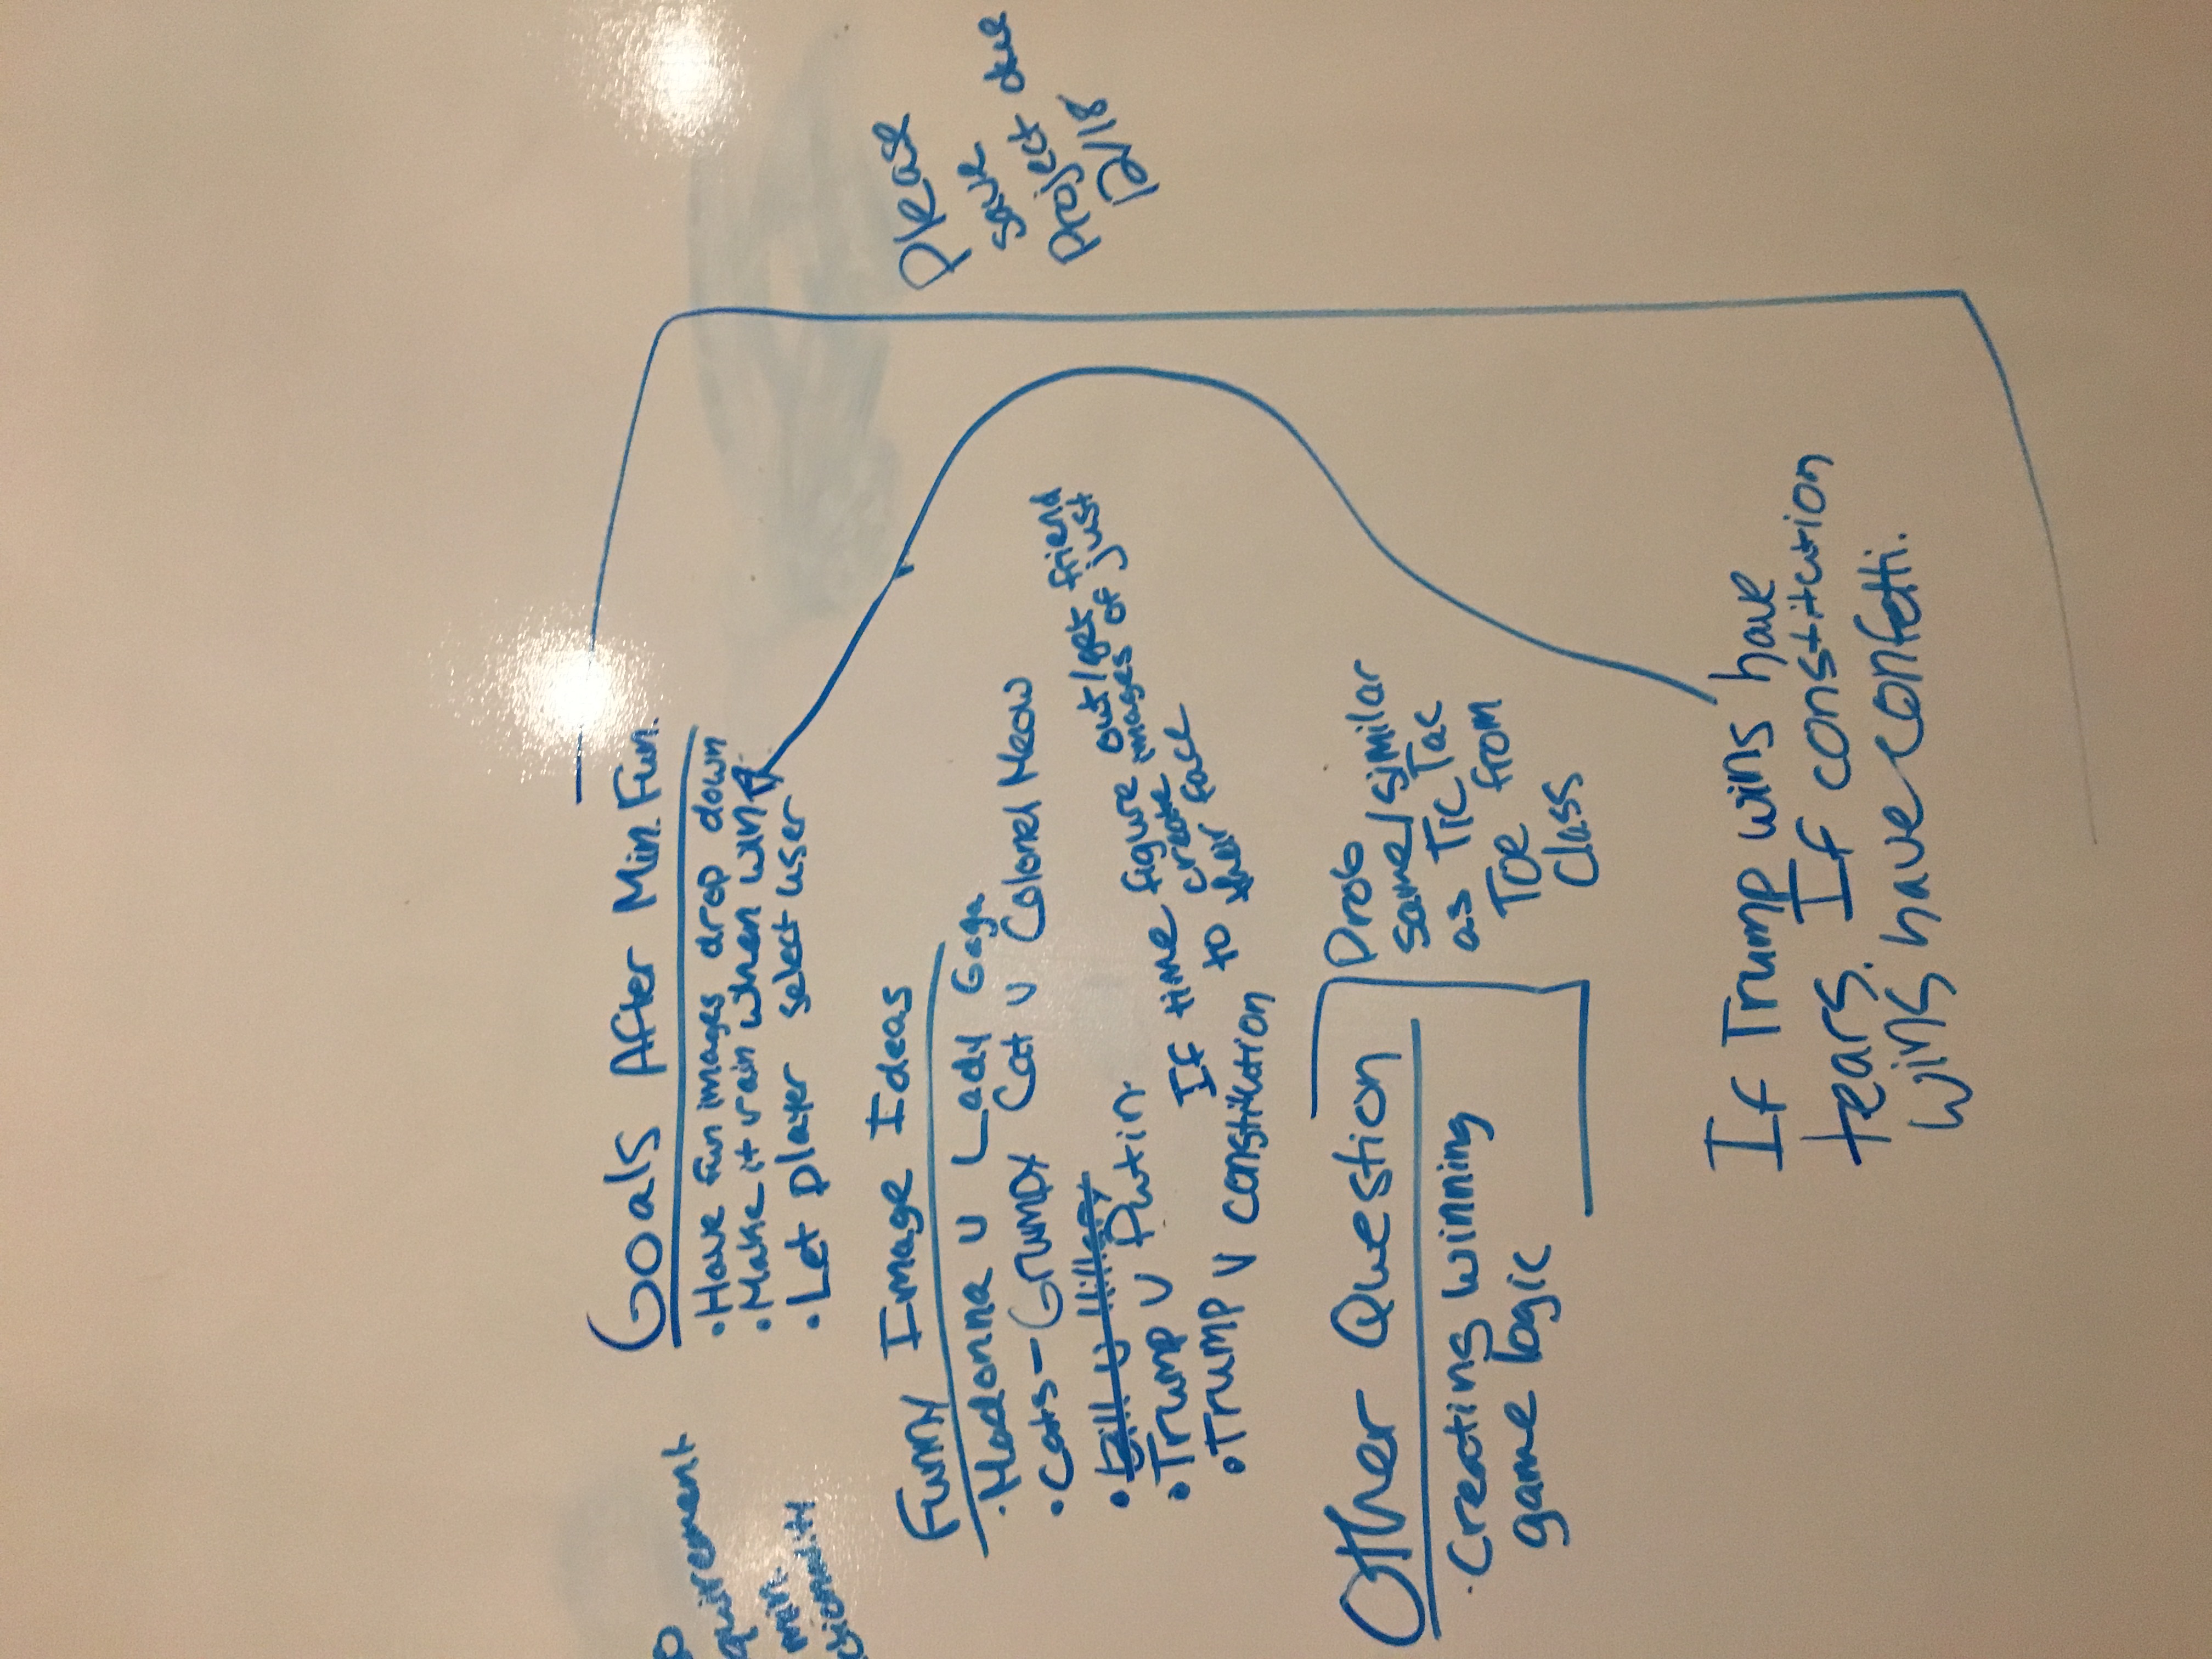 Goals After Min. Fun.
• Have fun images drop down
• Make it rain when win
• Let player select user
min.
Funny Image Ideas
• Madonna v Lady Gaga
• Cats - Grumpy Cat v Colonel Meow
• Bill v Hillary
• Trump v Putin
• Trump v constitution
If time figure out/get friend
to create images of just
their face
Other Question
• Creating winning
game logic
Prob
same/similar
as Tic Tac
Toe from
Class
If Trump wins have
tears. If constitution
wins have confetti.
Please
save
Project due
12/18